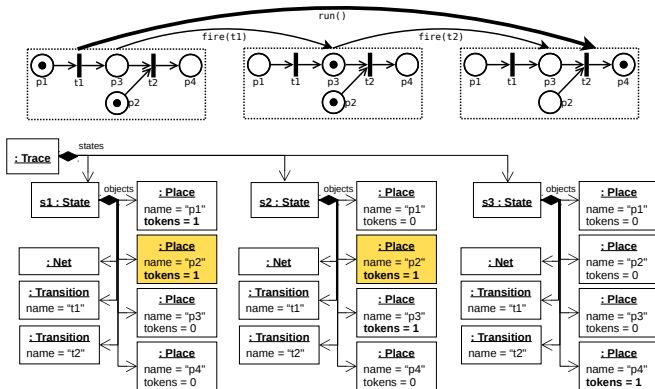 run()
fire(t1)
fire(t2)
p1 t1 p3 t2 p4
p2
p1 t1 p3 t2 p4
p2
p1 t1 p3 t2 p4
p2
: Trace
states
s1 : State
objects
: Place
name = "p1"
tokens = 1
: Net
: Place
name = "p2"
tokens = 1
: Transition
name = "t1"
: Place
name = "p3"
tokens = 0
: Transition
name = "t2"
: Place
name = "p4"
tokens = 0
s2 : State
objects
: Place
name = "p1"
tokens = 0
: Net
: Place
name = "p2"
tokens = 1
: Transition
name = "t1"
: Place
name = "p3"
tokens = 1
: Transition
name = "t2"
: Place
name = "p4"
tokens = 0
s3 : State
objects
: Place
name = "p1"
tokens = 0
: Net
: Place
name = "p2"
tokens = 0
: Transition
name = "t1"
: Place
name = "p3"
tokens = 0
: Transition
name = "t2"
: Place
name = "p4"
tokens = 1